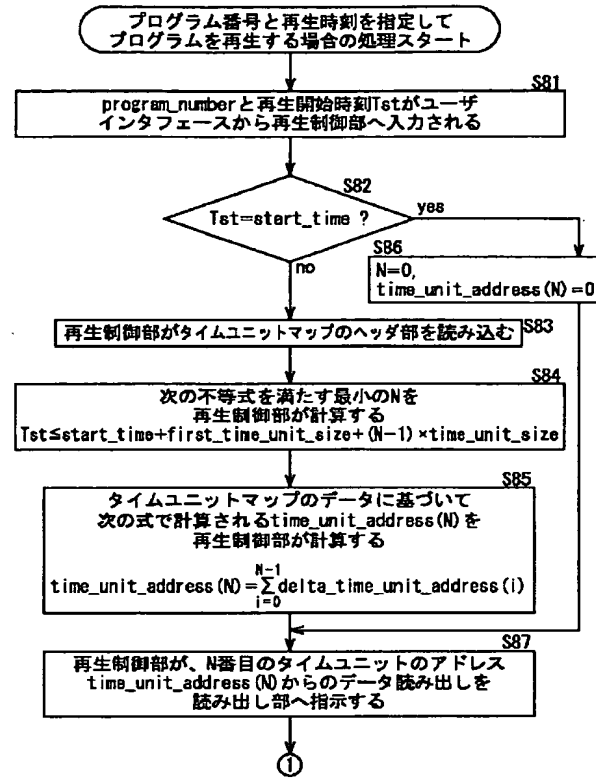 プログラム番号と再生時刻を指定して
プログラムを再生する場合の処理スタート
S81
program_numberと再生開始時刻Tstがユーザ
インタフェースから再生制御部へ入力される
S82
Tst=start_time ?
yes
no
S86
N=0,
time_unit_address(N)=0
再生制御部がタイムユニットマップのヘッダ部を読み込む
S83
S84
次の不等式を満たす最小のNを
再生制御部が計算する
Tst≦start_time+first_time_unit_size+(N-1)×time_unit_size
S85
タイムユニットマップのデータに基づいて
次の式で計算されるtime_unit_address(N)を
再生制御部が計算する
N-1
time_unit_address(N)=Σdelta_time_unit_address(i)
i=0
S87
再生制御部が、N番目のタイムユニットのアドレス
time_unit_address(N)からのデータ読み出しを
読み出し部へ指示する
①